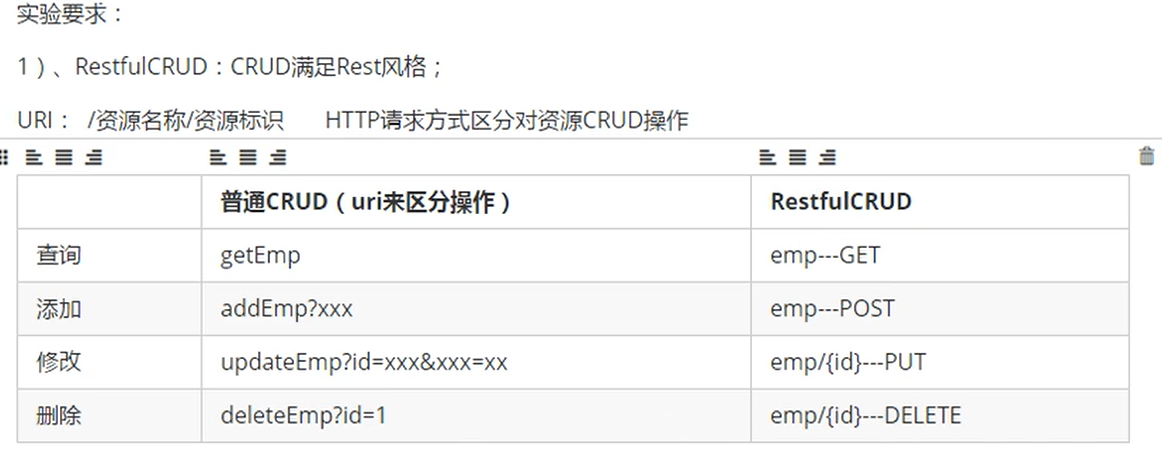 实验要求：
1）、RestfulCRUD：CRUD满足Rest风格；
URI： /资源名称/资源标识 HTTP请求方式区分对资源CRUD操作
普通CRUD（uri来区分操作） RestfulCRUD
查询 getEmp emp---GET
添加 addEmp?xxx emp---POST
修改 updateEmp?id=xxx&xxx=xx emp/{id}---PUT
删除 deleteEmp?id=1 emp/{id}---DELETE